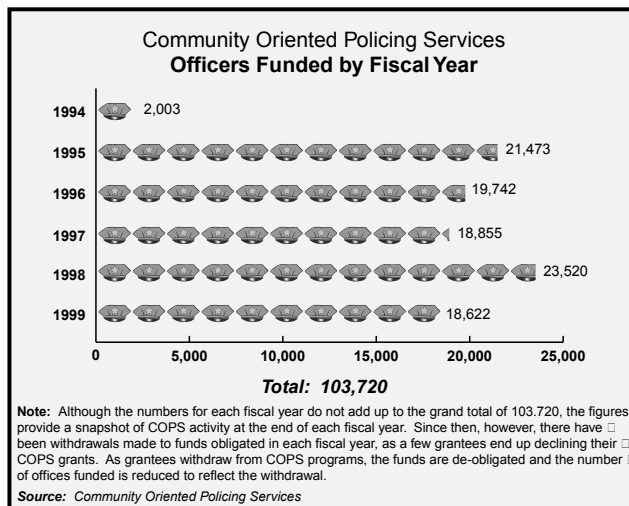 Community Oriented Policing Services
Officers Funded by Fiscal Year
1994 2,003
1995 21,473
1996 19,742
1997 18,855
1998 23,520
1999 18,622
0 5,000 10,000 15,000 20,000 25,000
Total: 103,720
Note: Although the numbers for each fiscal year do not add up to the grand total of 103.720, the figures
provide a snapshot of COPS activity at the end of each fiscal year. Since then, however, there have □
been withdrawals made to funds obligated in each fiscal year, as a few grantees end up declining their □
COPS grants. As grantees withdraw from COPS programs, the funds are de-obligated and the number □
of offices funded is reduced to reflect the withdrawal.
Source: Community Oriented Policing Services